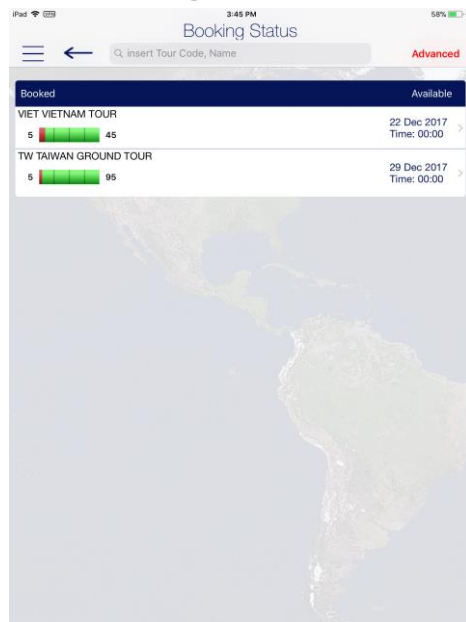 iPad VPN 3:45 PM 58%
Booking Status
insert Tour Code, Name Advanced
Booked Available
VIET VIETNAM TOUR
5 45 22 Dec 2017
Time: 00:00
TW TAIWAN GROUND TOUR
5 95 29 Dec 2017
Time: 00:00